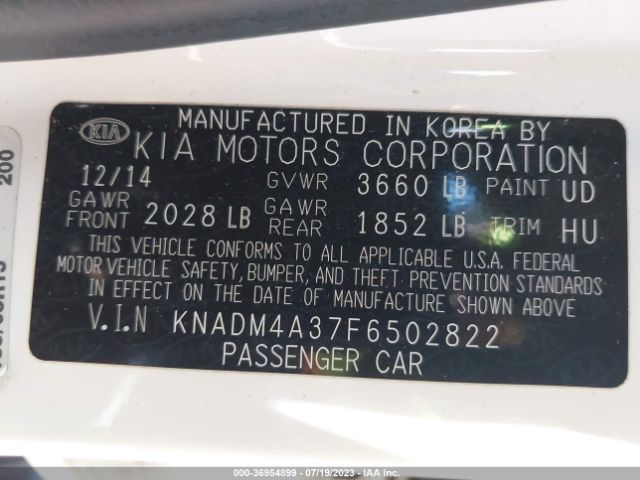 MANUFACTURED IN KOREA BY
KIA KIA MOTORS CORPORATION
12/14 GVWR 3660 LB PAINT UD
GAWR FRONT 2028 LB GAWR REAR 1852 LB TRIM HU
THIS VEHICLE CONFORMS TO ALL APPLICABLE U.S.A. FEDERAL
MOTOR VEHICLE SAFETY, BUMPER, AND THEFT PREVENTION STANDARDS
IN EFFECT ON THE DATE OF MANUFACTURE SHOWN ABOVE
V.I.N KNADM4A37F6502822
PASSENGER CAR
200
000-36954899 - 07/19/2023 - IAA Inc.